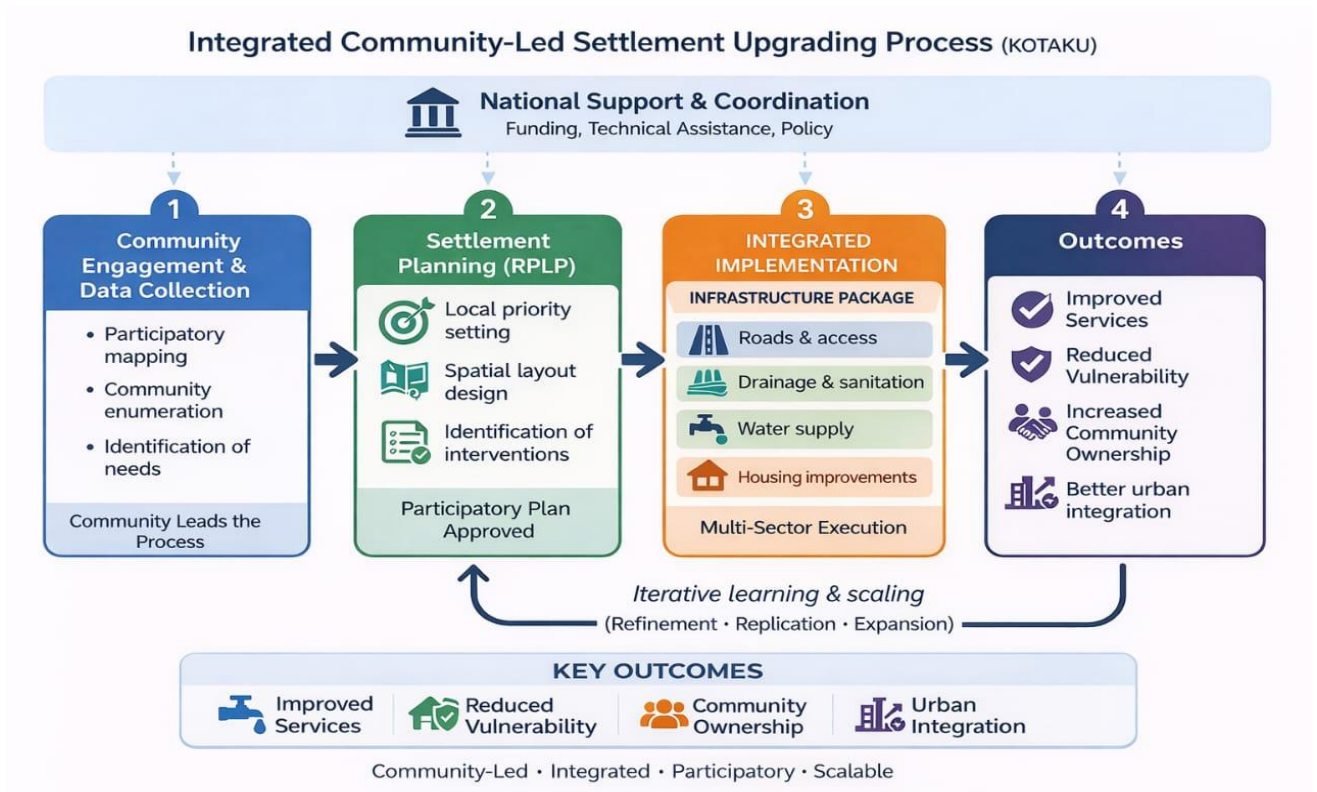 Integrated Community-Led Settlement Upgrading Process (KOTAKU)
National Support & Coordination
Funding, Technical Assistance, Policy
1
Community
Engagement &
Data Collection
• Participatory
mapping
• Community
enumeration
• Identification of
needs
Community Leads the
Process
2
Settlement
Planning (RPLP)
Local priority
setting
Spatial layout
design
Identification of
interventions
Participatory Plan
Approved
3
INTEGRATED
IMPLEMENTATION
INFRASTRUCTURE PACKAGE
Roads & access
Drainage & sanitation
Water supply
Housing improvements
Multi-Sector Execution
4
Outcomes
Improved
Services
Reduced
Vulnerability
Increased
Community
Ownership
Better urban
integration
Iterative learning & scaling
(Refinement · Replication · Expansion)
KEY OUTCOMES
Improved
Services
Reduced
Vulnerability
Community
Ownership
Urban
Integration
Community-Led · Integrated · Participatory · Scalable